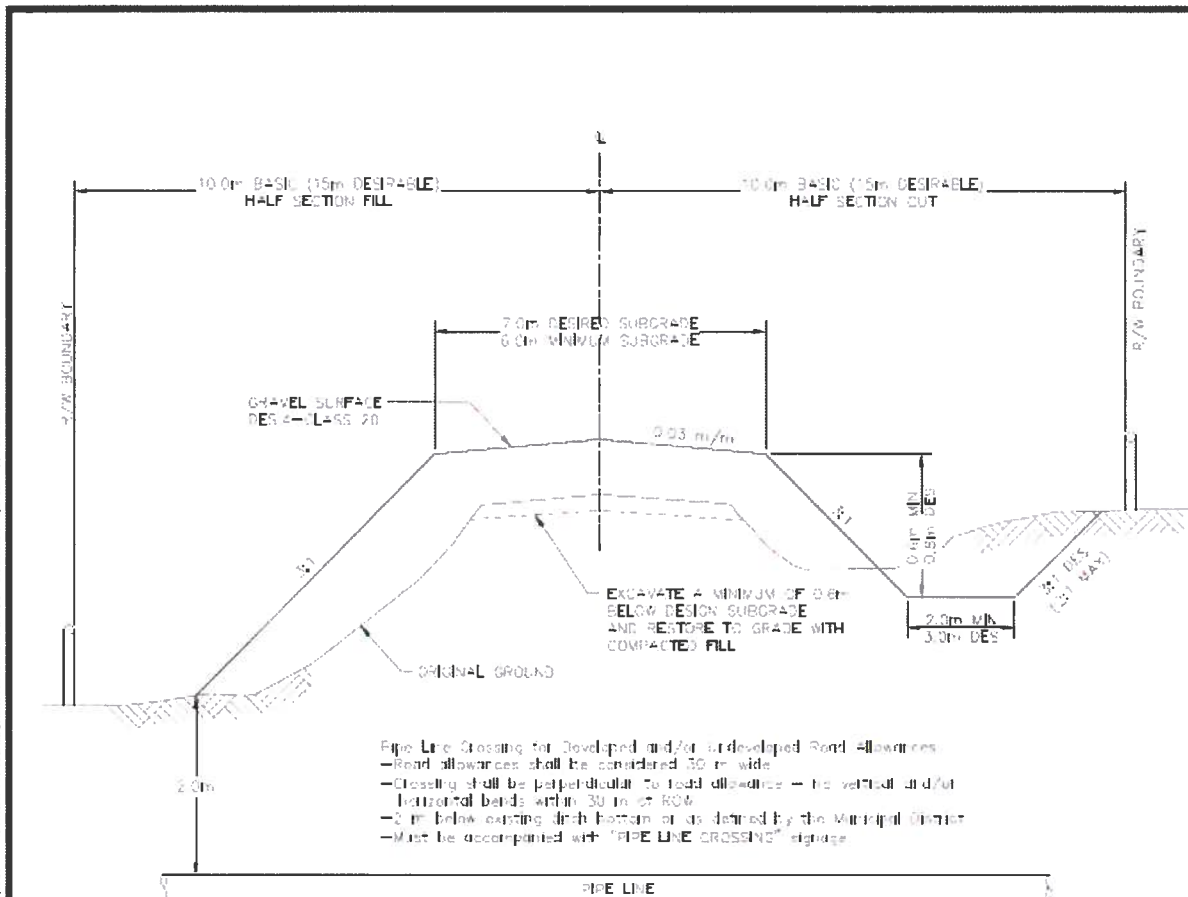 ℄
10.0m BASIC (15m DESIRABLE)
HALF SECTION FILL
10.0m BASIC (15m DESIRABLE)
HALF SECTION CUT
R/W BOUNDARY
R/W BOUNDARY
7.0m DESIRED SUBGRADE
6.0m MINIMUM SUBGRADE
GRAVEL SURFACE
DES 4-CLASS 20
0.03 m/m
3:1
3:1
MIN
0.8m DES
3:1 DES
MAX)
EXCAVATE A MINIMUM OF 0.6m
BELOW DESIGN SUBGRADE
AND RESTORE TO GRADE WITH
COMPACTED FILL
2.0m MIN
3.0m DES
ORIGINAL GROUND
2.0m
Pipe Line Crossing for Developed and/or Undeveloped Road Allowances
-Road allowances shall be considered 30 m wide
-Crossing shall be perpendicular to road allowance - no vertical and/or
horizontal bends within 30 m of ROW
-2 m below existing ditch bottom or as defined by the Municipal District
-Must be accompanied with "PIPE LINE CROSSING" signage
PIPE LINE